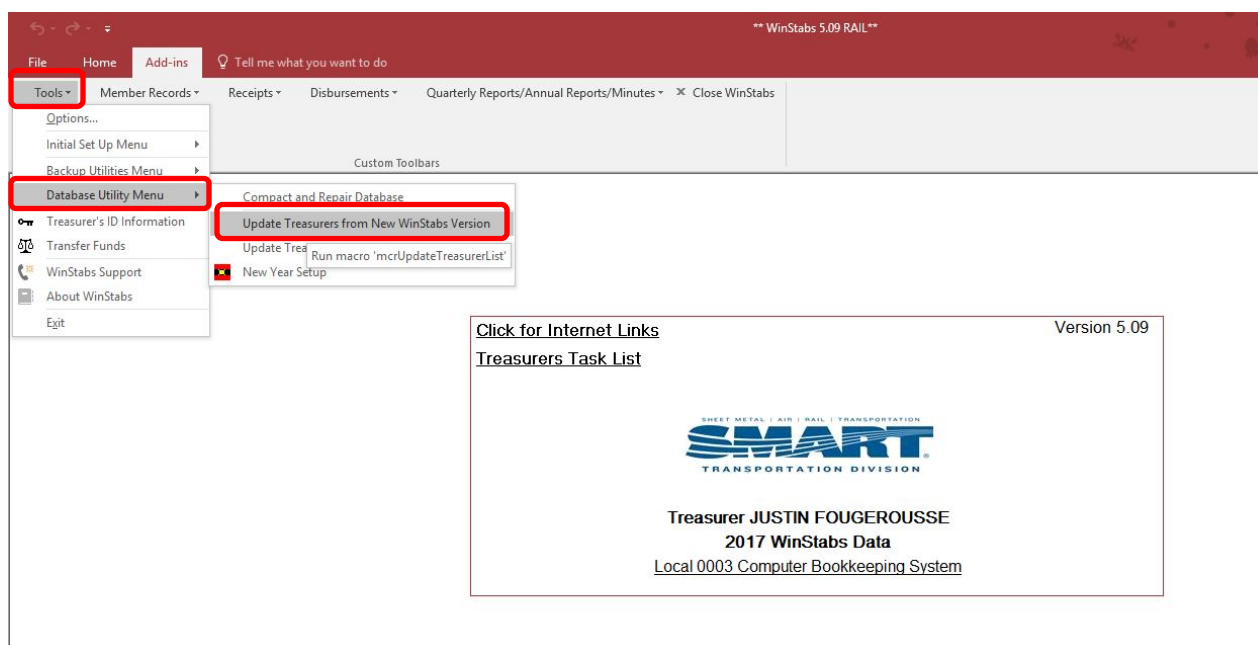 ** WinStabs 5.09 RAIL**
File Home Add-ins Tell me what you want to do
Tools Member Records Receipts Disbursements Quarterly Reports/Annual Reports/Minutes Close WinStabs
Options...
Initial Set Up Menu
Custom Toolbars
Backup Utilities Menu
Database Utility Menu
Compact and Repair Database
Treasurer's ID Information
Update Treasurers from New WinStabs Version
Transfer Funds
Update Trea
Run macro 'mcrUpdateTreasurerList'
WinStabs Support
New Year Setup
About WinStabs
Exit
Click for Internet Links
Version 5.09
Treasurers Task List
SHEET METAL | AIR | RAIL | TRANSPORTATION
SMART
TRANSPORTATION DIVISION
Treasurer JUSTIN FOUGEROUSSE
2017 WinStabs Data
Local 0003 Computer Bookkeeping System